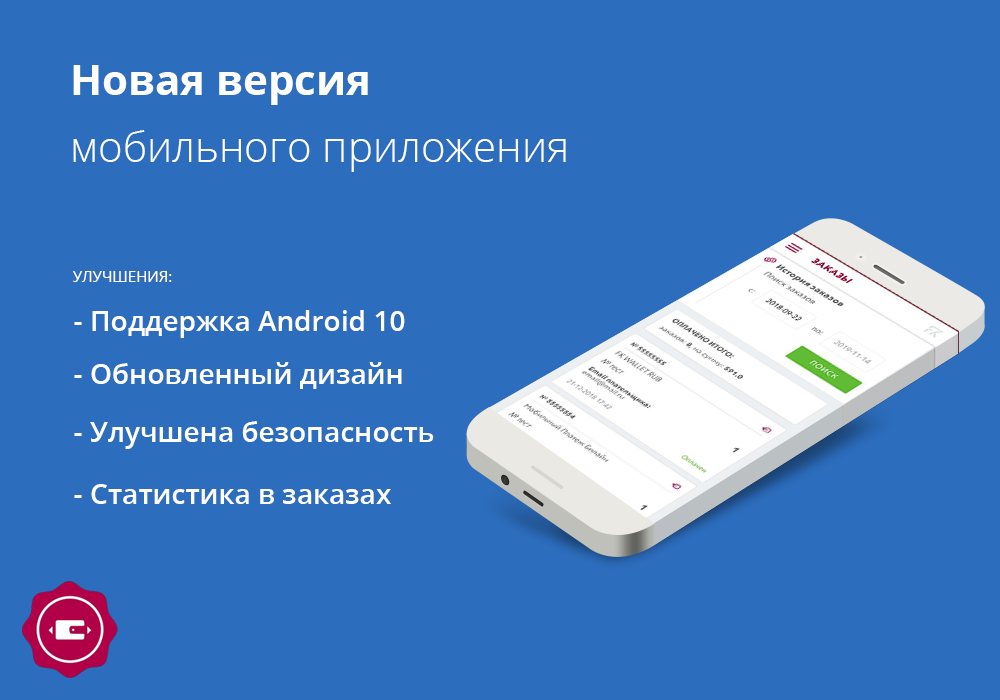 Новая версия
мобильного приложения
УЛУЧШЕНИЯ:
- Поддержка Android 10
- Обновленный дизайн
- Улучшена безопасность
- Статистика в заказах
ЗАКАЗЫ
История заказов
Поиск заказов
с:
2018-09-22
по:
2019-11-14
ПОИСК
ОПЛАЧЕНО ИТОГО:
заказов: 8, на сумму: 591.0
№ 55555555
FK WALLET RUB
№ тест
Email плательщика:
email@mail.ru
21-12-2018 17:42
1
Оплачен
№ 55555554
Мобильный Платеж Билайн
№ тест
1